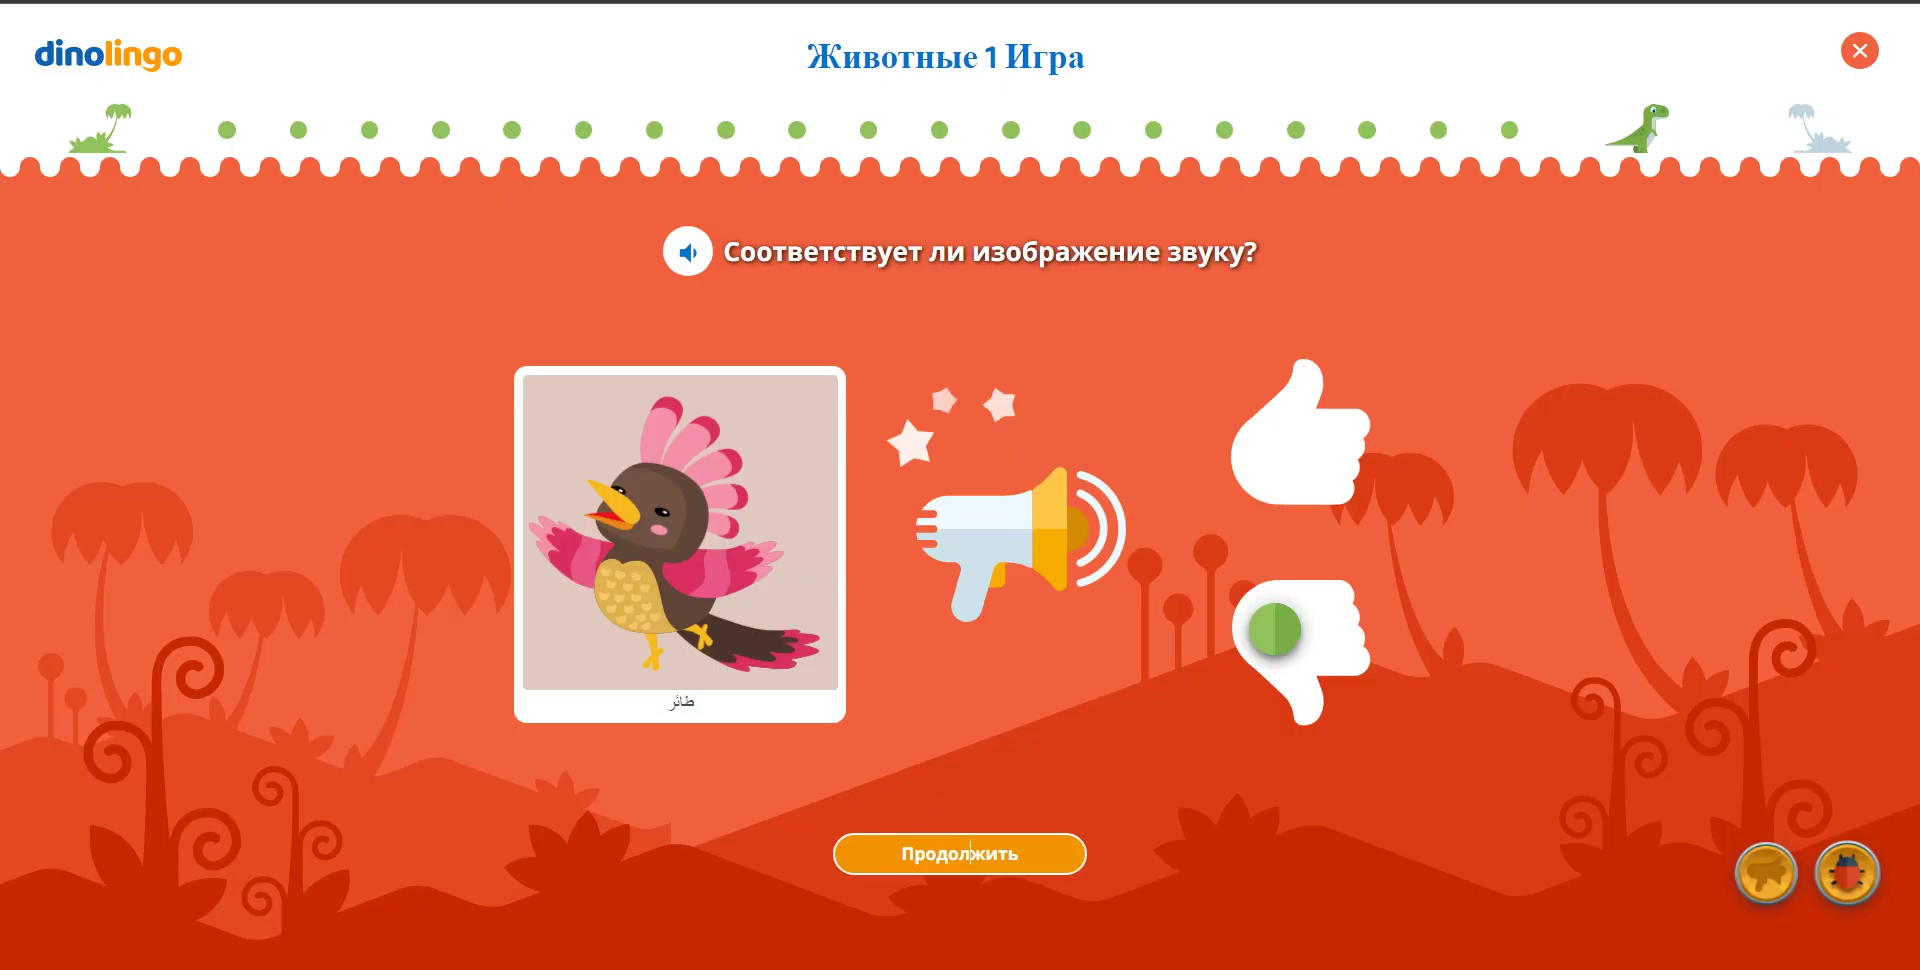 dinolingo
Животные 1 Игра
Соответствует ли изображение звуку?
طائر
Продолжить